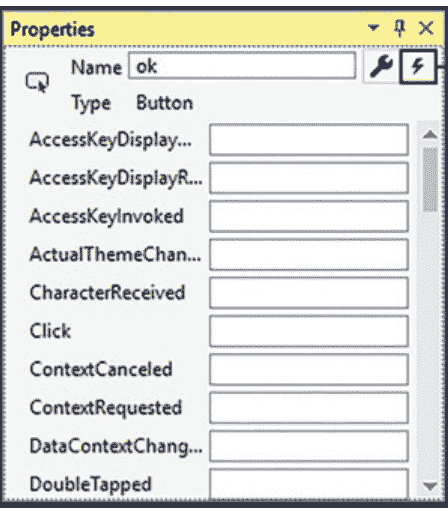 Properties
Name ok
Type Button
AccessKeyDisplay...
AccessKeyDisplayR...
AccessKeyInvoked
ActualThemeChan...
CharacterReceived
Click
ContextCanceled
ContextRequested
DataContextChang...
DoubleTapped